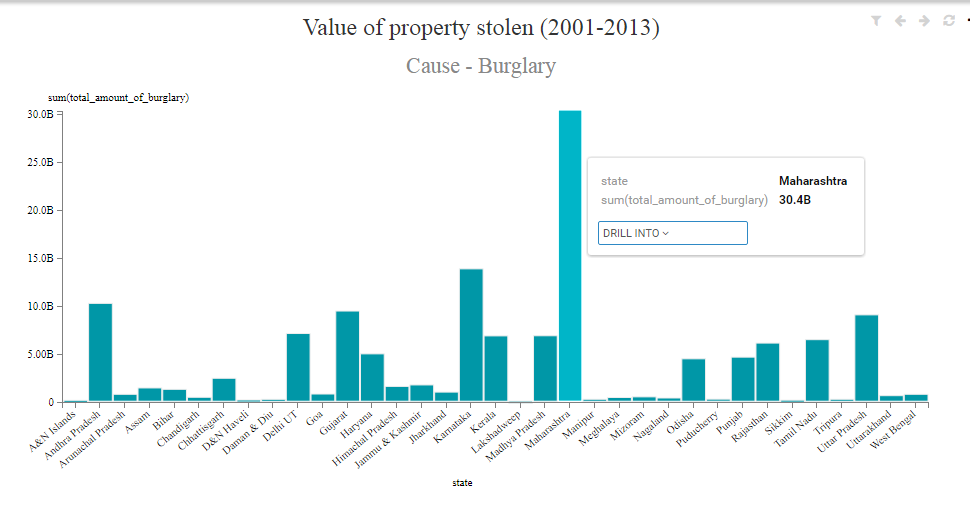 Value of property stolen (2001-2013)
Cause - Burglary
sum(total_amount_of_burglary)
30.0B
25.0B
20.0B
15.0B
10.0B
5.00B
0
state Maharashtra
sum(total_amount_of_burglary) 30.4B
DRILL INTO
A&N Islands
Andhra Pradesh
Arunachal Pradesh
Assam
Bihar
Chandigarh
Chhattisgarh
D&N Haveli
Daman & Diu
Delhi UT
Goa
Gujarat
Haryana
Himachal Pradesh
Jammu & Kashmir
Jharkhand
Karnataka
Kerala
Lakshadweep
Madhya Pradesh
Maharashtra
Manipur
Meghalaya
Mizoram
Nagaland
Odisha
Puducherry
Punjab
Rajasthan
Sikkim
Tamil Nadu
Tripura
Uttar Pradesh
Uttarakhand
West Bengal
state